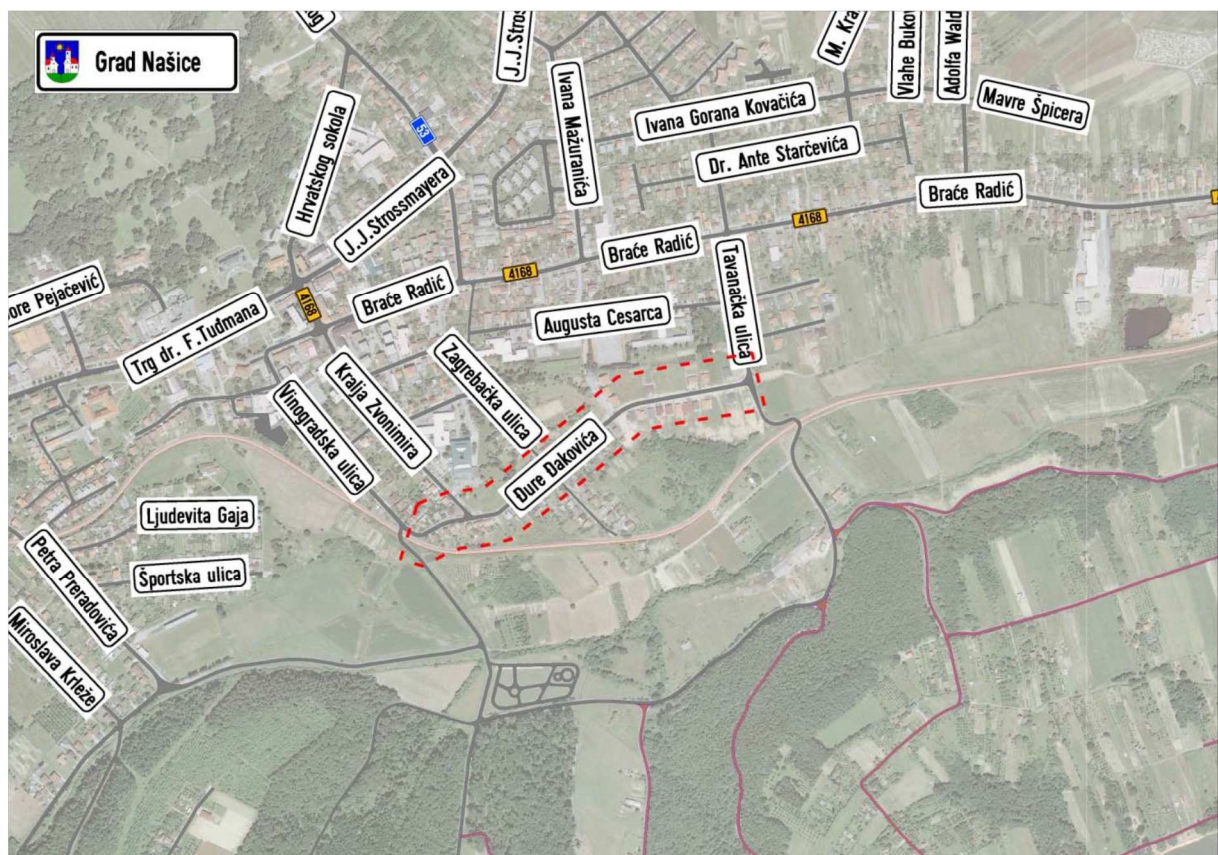 Grad Našice
J.J.Stross
M. Kra
Vlahe Buko
Adolfa Wald
Mavre Špicera
Ivana Gorana Kovačića
Ivana Mažuranića
Hrvatskog sokola
53
Dr. Ante Starčevića
J.J.Strossmayera
Braće Radić
4168
Braće Radić
Tavanačka ulica
4168
ore Pejačević
4168
Braće Radić
Trg dr. F.Tuđmana
Augusta Cesarca
Zagrebačka ulica
Kralja Zvonimira
Vinogradska ulica
Đure Đakovića
Ljudevita Gaja
Športska ulica
Petra Preradovića
Miroslava Krleže